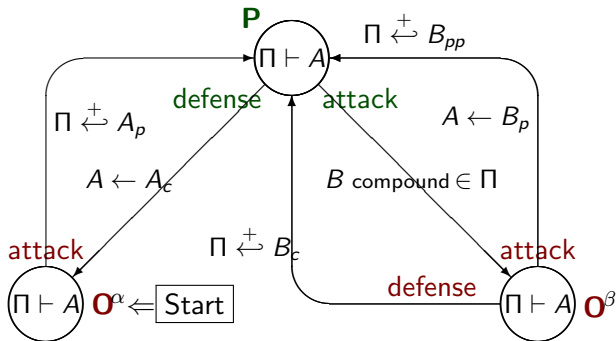 P
Π ⊢ A
Π ↩⁺ B_pp
defense attack
Π ↩⁺ A_p
A ← B_p
A ← A_c
B compound ∈ Π
Π ↩⁺ B_c
attack
attack
defense
Π ⊢ A O^α ⇐ Start
Π ⊢ A O^β